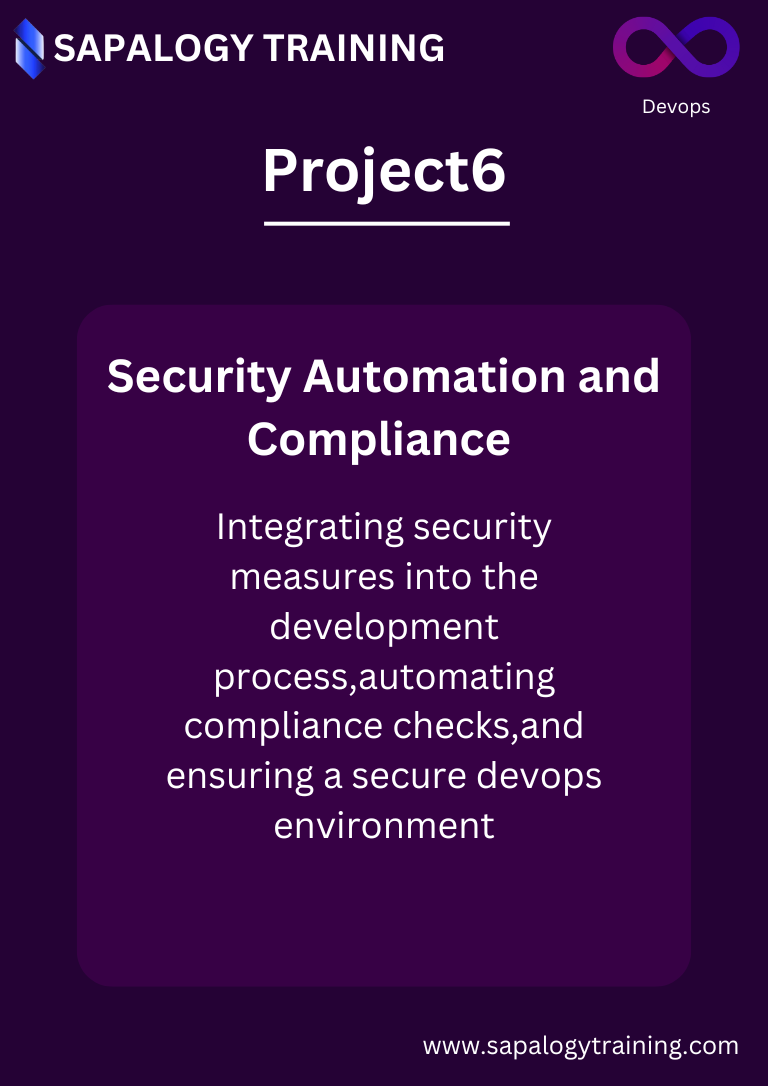 SAPALOGY TRAINING
Devops
Project6
Security Automation and
Compliance
Integrating security
measures into the
development
process,automating
compliance checks,and
ensuring a secure devops
environment
www.sapalogytraining.com